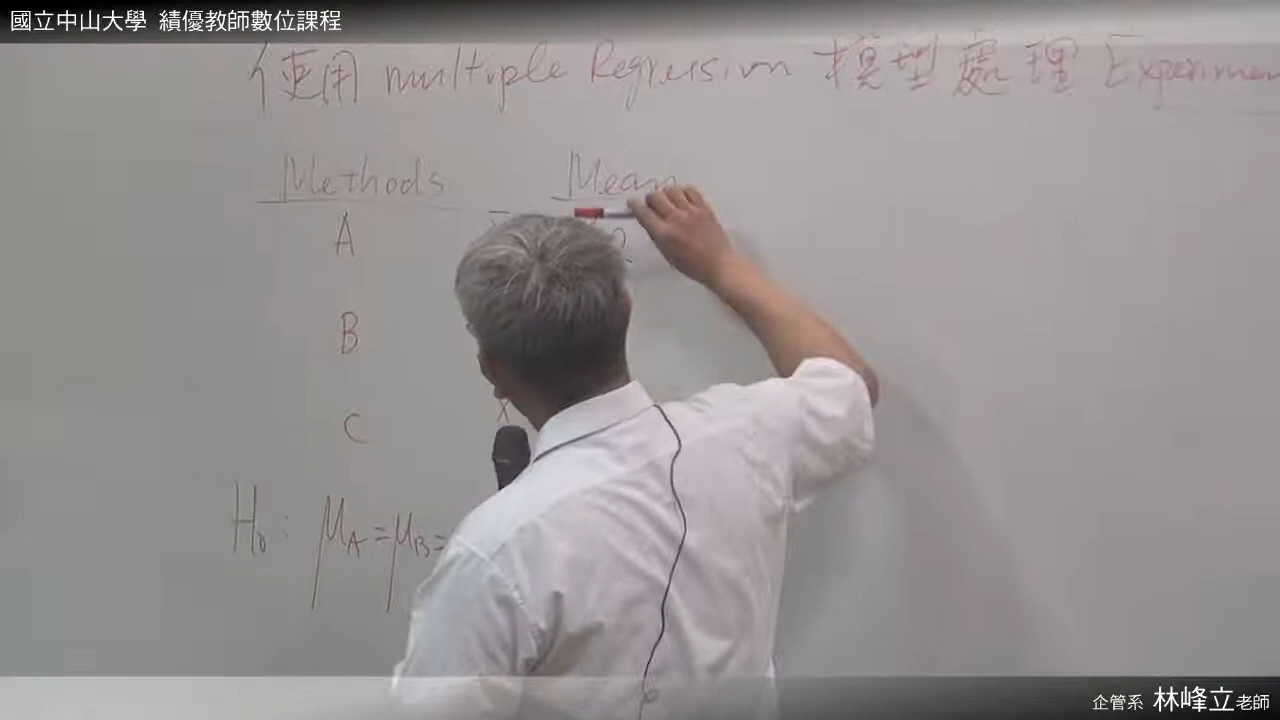 國立中山大學 績優教師數位課程
使用 multiple Regression 模型處理 Experimen
Methods Mean
A
B
C
H₀: μA = μB =
企管系 林峰立老師